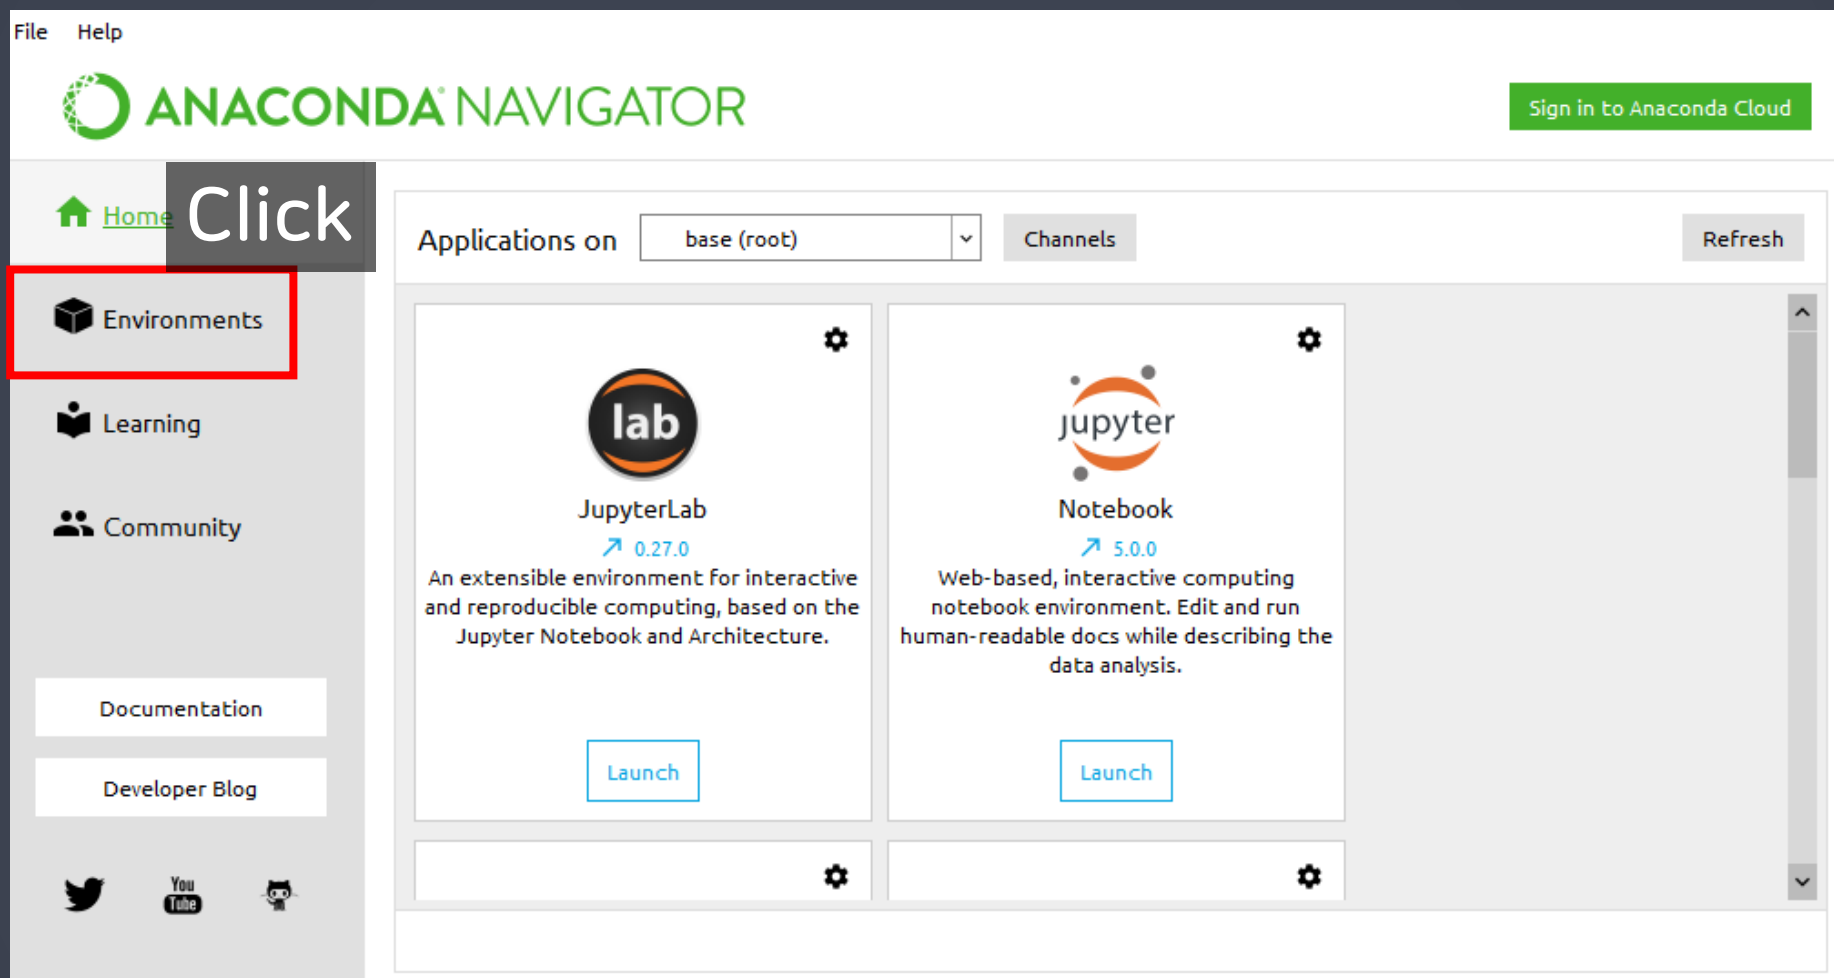 File Help
ANACONDA NAVIGATOR
Sign in to Anaconda Cloud
Home
Click
Environments
Learning
Community
Documentation
Developer Blog
You
Tube
Applications on base (root) Channels Refresh
lab
JupyterLab
0.27.0
An extensible environment for interactive
and reproducible computing, based on the
Jupyter Notebook and Architecture.
Launch
jupyter
Notebook
5.0.0
Web-based, interactive computing
notebook environment. Edit and run
human-readable docs while describing the
data analysis.
Launch